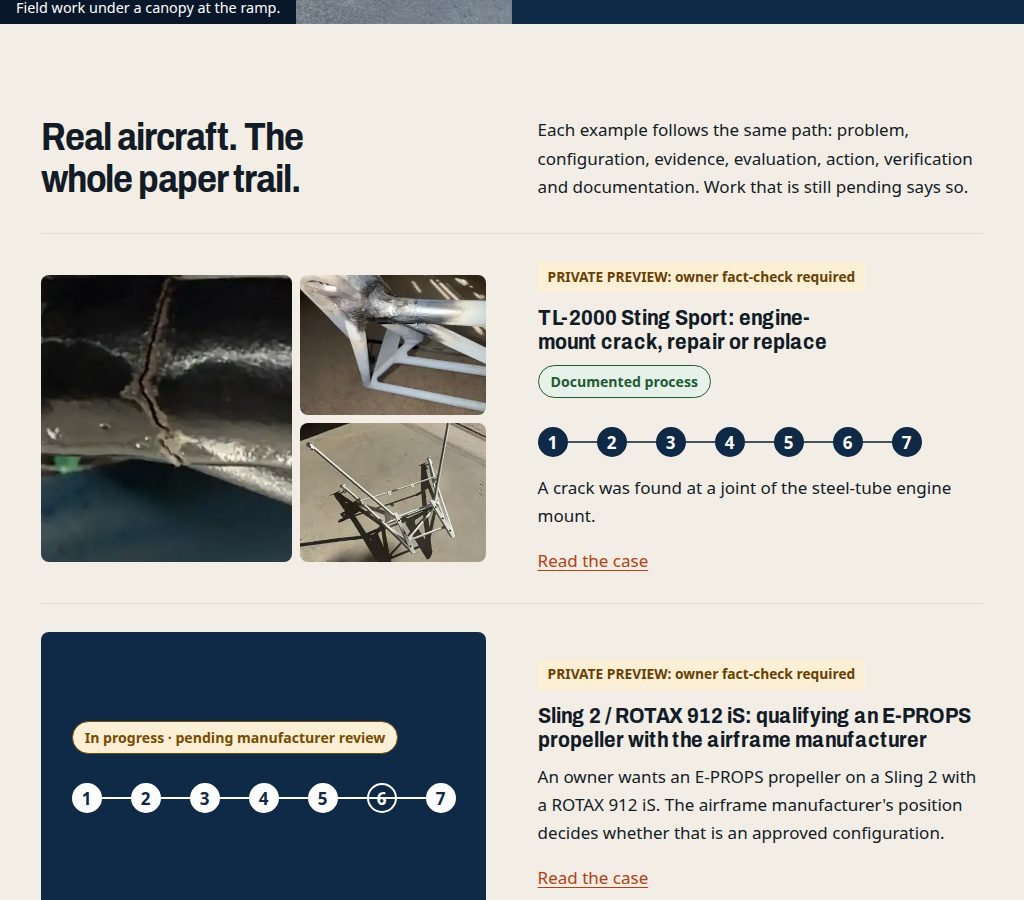 Field work under a canopy at the ramp.
Real aircraft. The
whole paper trail.
Each example follows the same path: problem,
configuration, evidence, evaluation, action, verification
and documentation. Work that is still pending says so.
PRIVATE PREVIEW: owner fact-check required
TL-2000 Sting Sport: engine-
mount crack, repair or replace
Documented process
1 2 3 4 5 6 7
A crack was found at a joint of the steel-tube engine
mount.
Read the case
In progress · pending manufacturer review
1 2 3 4 5 6 7
PRIVATE PREVIEW: owner fact-check required
Sling 2 / ROTAX 912 iS: qualifying an E-PROPS
propeller with the airframe manufacturer
An owner wants an E-PROPS propeller on a Sling 2 with
a ROTAX 912 iS. The airframe manufacturer's position
decides whether that is an approved configuration.
Read the case